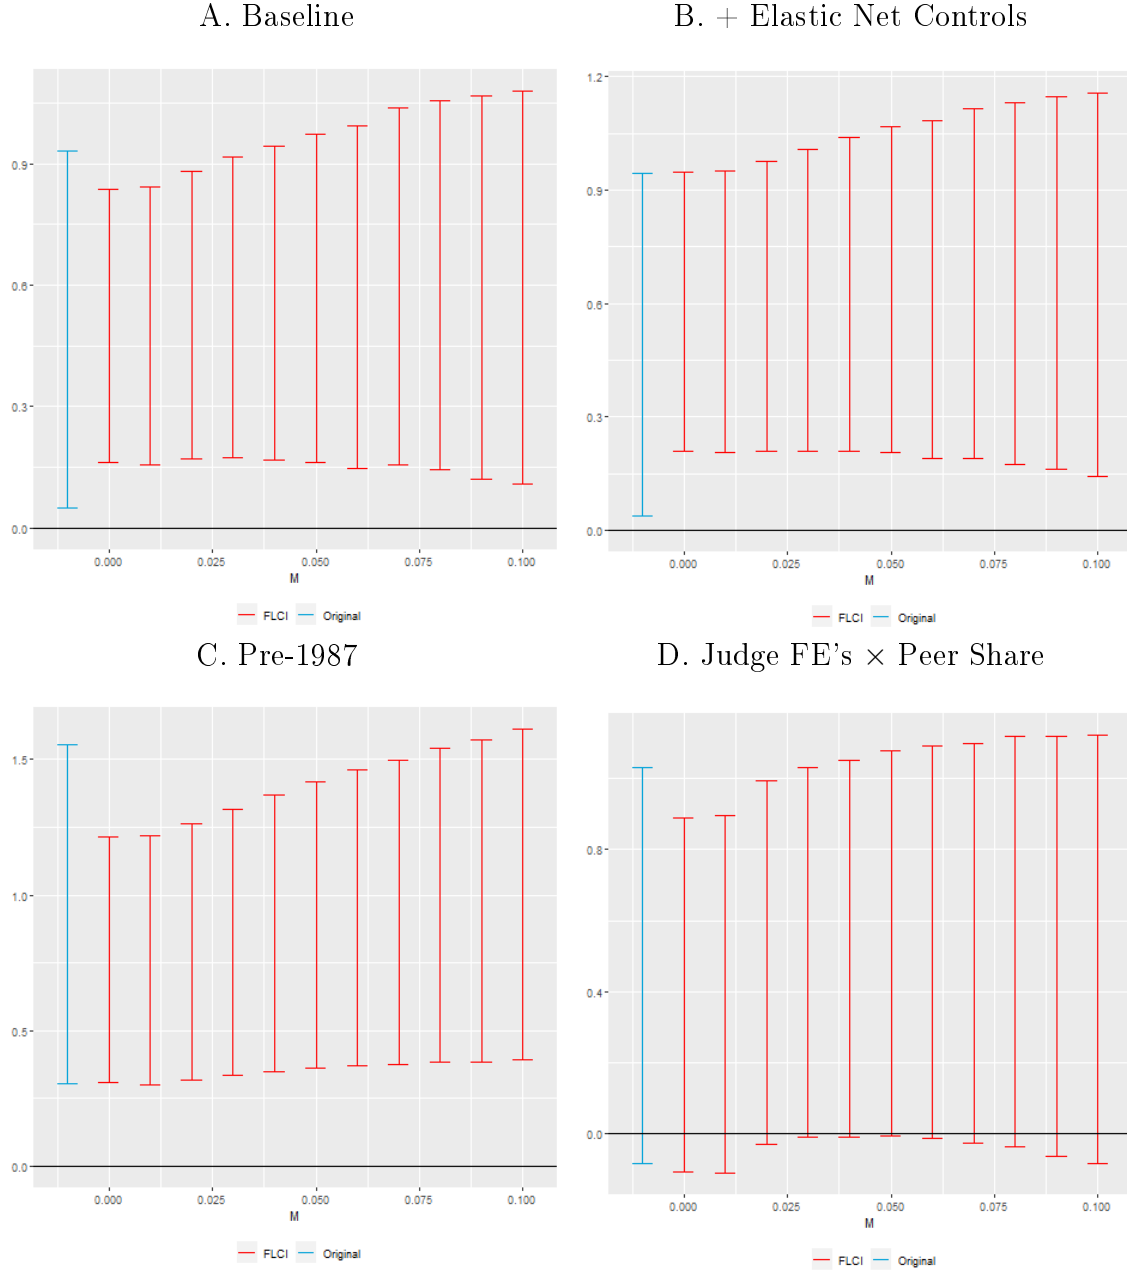 A. Baseline
B. + Elastic Net Controls
0.9
0.6
0.3
0.0
0.000 0.025 0.050 0.075 0.100
M
FLCI Original
1.2
0.9
0.6
0.3
0.0
0.000 0.025 0.050 0.075 0.100
M
FLCI Original
C. Pre-1987
D. Judge FE's × Peer Share
1.5
1.0
0.5
0.0
0.000 0.025 0.050 0.075 0.100
M
FLCI Original
0.8
0.4
0.0
0.000 0.025 0.050 0.075 0.100
M
FLCI Original